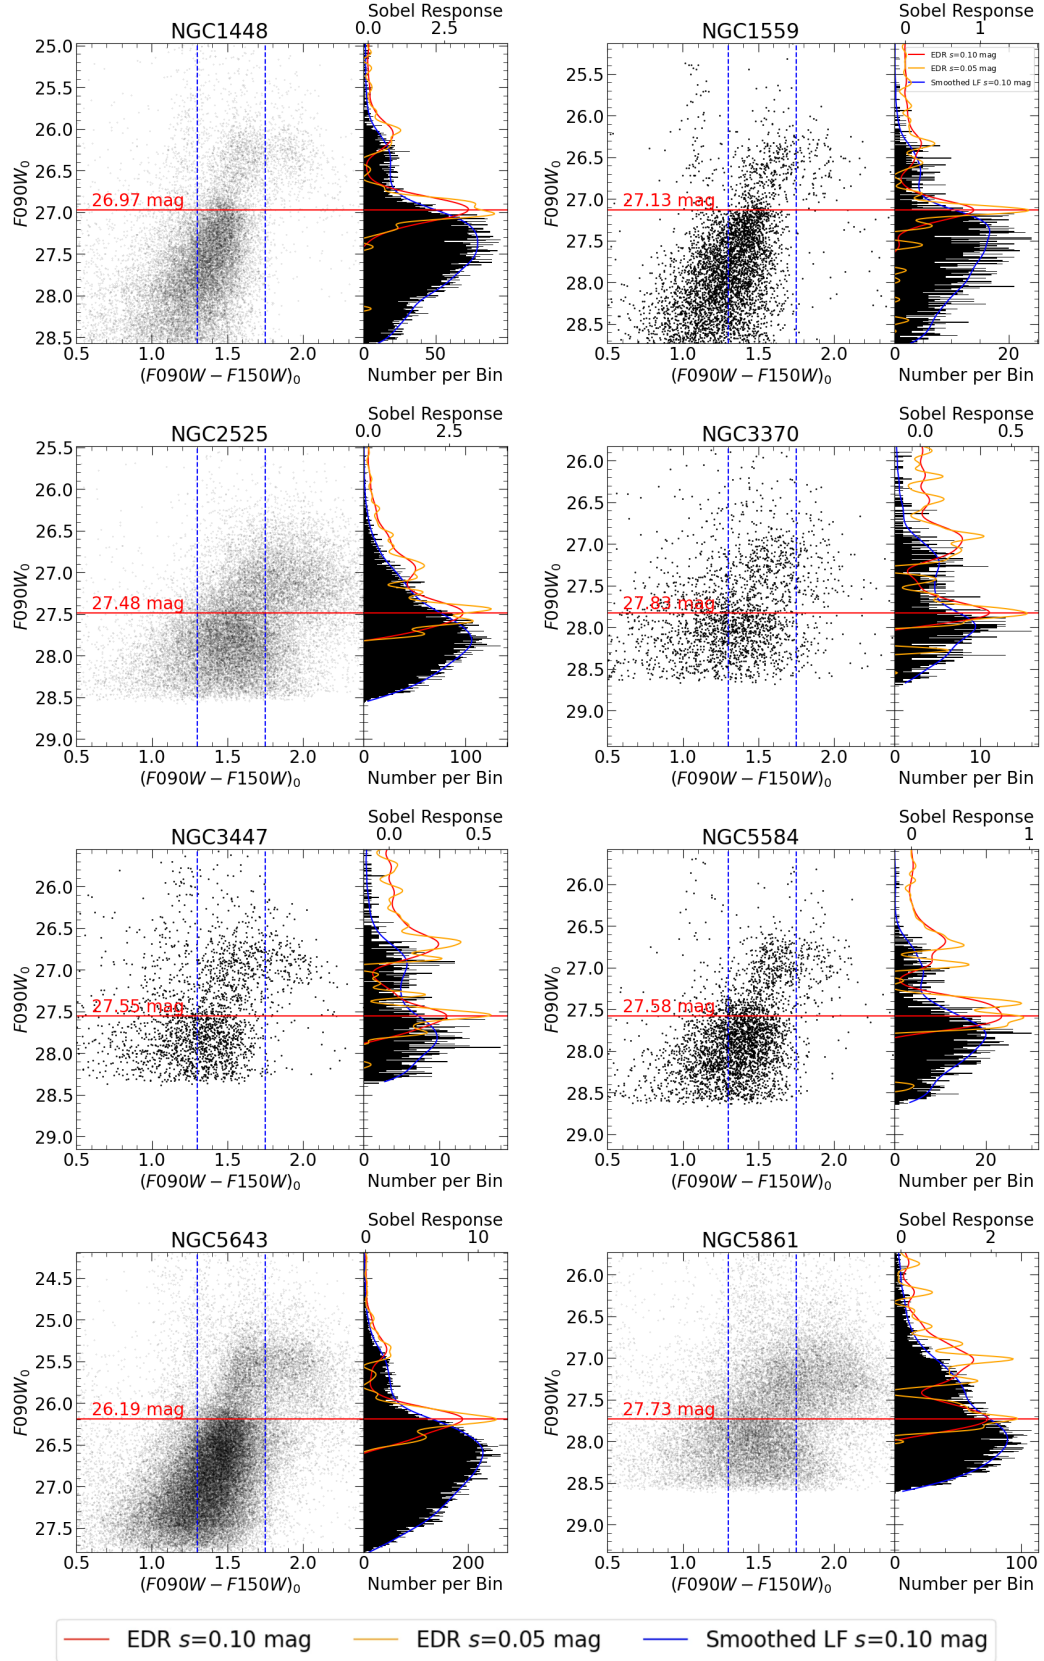 Sobel Response
0.0 2.5
NGC1448
25.0
25.5
26.0
26.5
27.0
27.5
28.0
28.5
F090W₀
26.97 mag
0.5 1.0 1.5 2.0
0 50
(F090W − F150W)₀
Number per Bin
Sobel Response
0 1
NGC1559
EDR s=0.10 mag
EDR s=0.05 mag
Smoothed LF s=0.10 mag
25.5
26.0
26.5
27.0
27.5
28.0
28.5
F090W₀
27.13 mag
0.5 1.0 1.5 2.0
0 20
(F090W − F150W)₀
Number per Bin
Sobel Response
0.0 2.5
NGC2525
25.5
26.0
26.5
27.0
27.5
28.0
28.5
29.0
F090W₀
27.48 mag
0.5 1.0 1.5 2.0
0 100
(F090W − F150W)₀
Number per Bin
Sobel Response
0.0 0.5
NGC3370
26.0
26.5
27.0
27.5
28.0
28.5
29.0
F090W₀
27.83 mag
0.5 1.0 1.5 2.0
0 10
(F090W − F150W)₀
Number per Bin
Sobel Response
0.0 0.5
NGC3447
26.0
26.5
27.0
27.5
28.0
28.5
29.0
F090W₀
27.55 mag
0.5 1.0 1.5 2.0
0 10
(F090W − F150W)₀
Number per Bin
Sobel Response
0 1
NGC5584
26.0
26.5
27.0
27.5
28.0
28.5
29.0
F090W₀
27.58 mag
0.5 1.0 1.5 2.0
0 20
(F090W − F150W)₀
Number per Bin
Sobel Response
0 10
NGC5643
24.5
25.0
25.5
26.0
26.5
27.0
27.5
F090W₀
26.19 mag
0.5 1.0 1.5 2.0
0 200
(F090W − F150W)₀
Number per Bin
Sobel Response
0 2
NGC5861
26.0
26.5
27.0
27.5
28.0
28.5
29.0
F090W₀
27.73 mag
0.5 1.0 1.5 2.0
0 100
(F090W − F150W)₀
Number per Bin
EDR s=0.10 mag EDR s=0.05 mag Smoothed LF s=0.10 mag